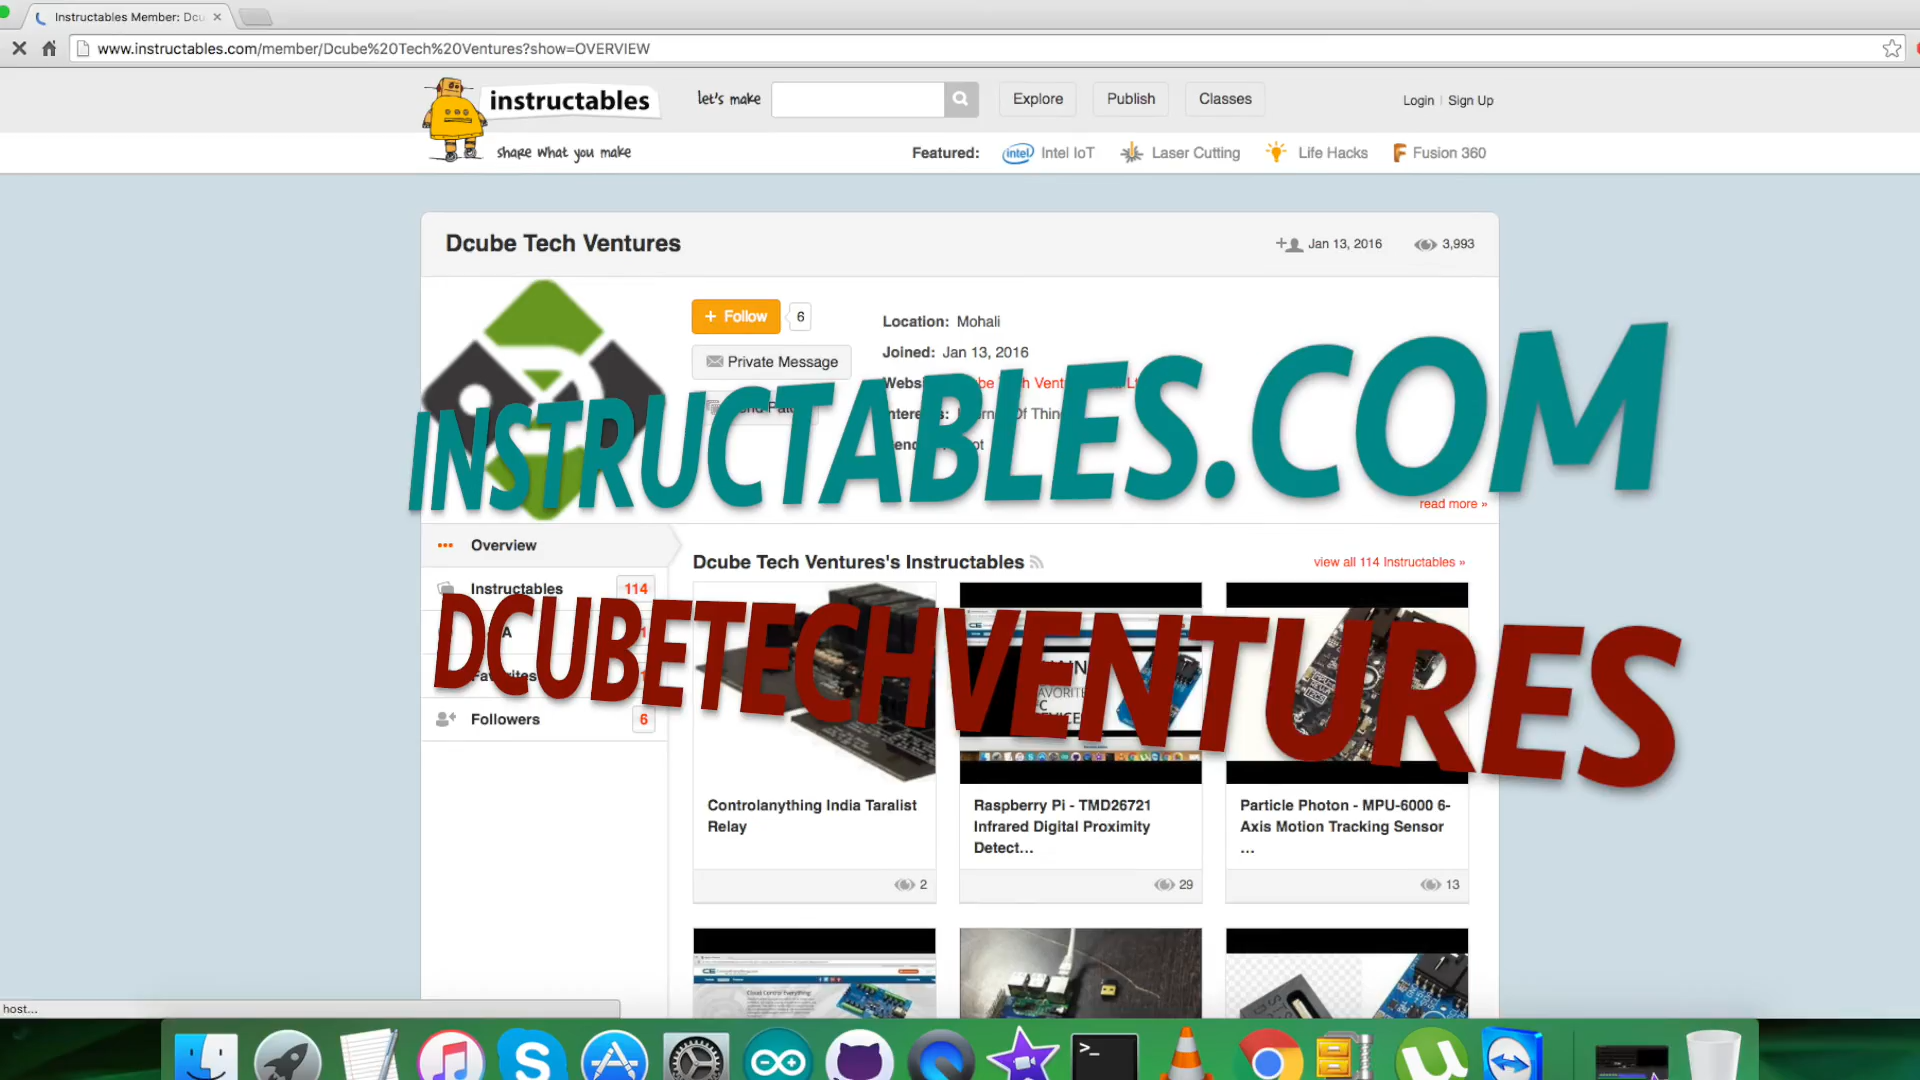 Instructables Member: Dcu
www.instructables.com/member/Dcube%20Tech%20Ventures?show=OVERVIEW
instructables
let's make
Explore
Publish
Classes
Login | Sign Up
share what you make
Featured:
intel Intel IoT
Laser Cutting
Life Hacks
Fusion 360
Dcube Tech Ventures
Jan 13, 2016
3,993
+ Follow
6
Location: Mohali
Private Message
Joined: Jan 13, 2016
INSTRUCTABLES.COM
read more »
Overview
Dcube Tech Ventures's Instructables
view all 114 Instructables »
Instructables
114
DCUBETECHVENTURES
Followers
6
Controlanything India Taralist
Relay
2
Raspberry Pi - TMD26721
Infrared Digital Proximity
Detect...
29
Particle Photon - MPU-6000 6-
Axis Motion Tracking Sensor
...
13
Cloud Control Everything
host...